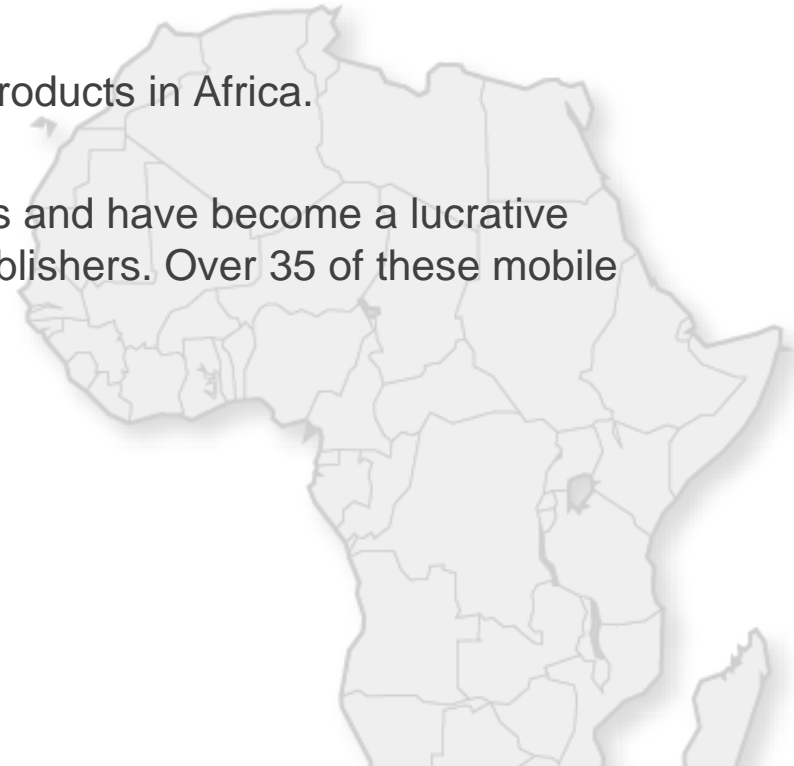 roducts in Africa.
s and have become a lucrative
blishers. Over 35 of these mobile